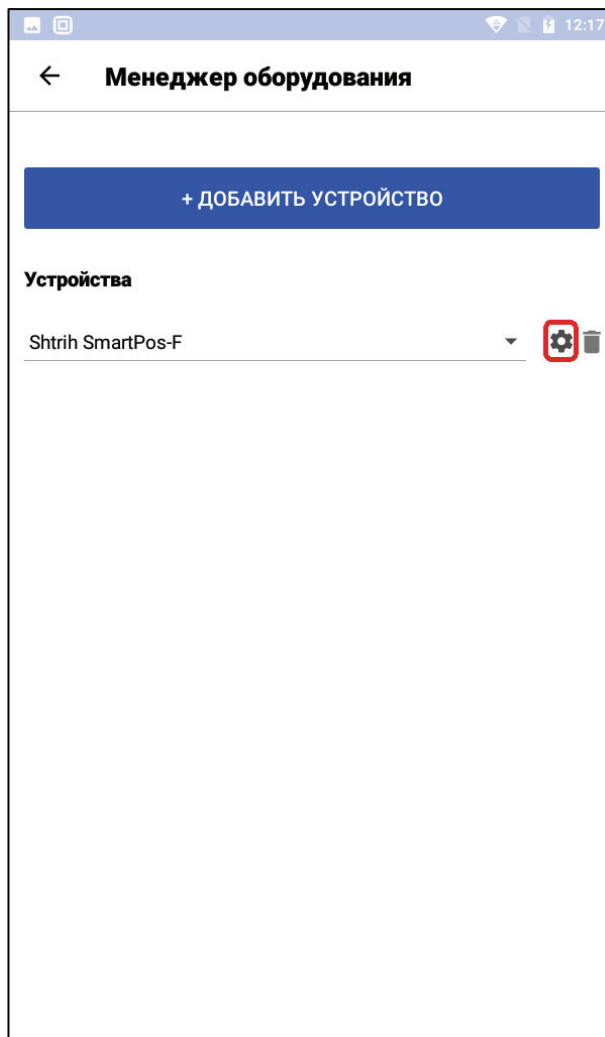 12:17
Менеджер оборудования
+ ДОБАВИТЬ УСТРОЙСТВО
Устройства
Shtrih SmartPos-F